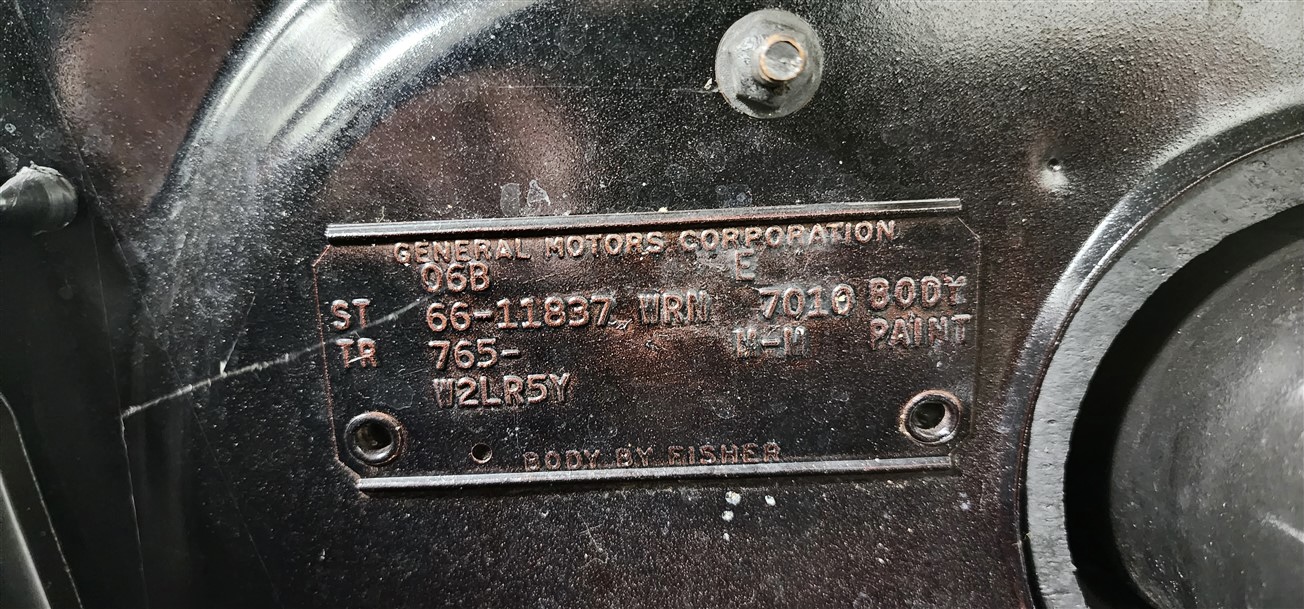 GENERAL MOTORS CORPORATION
06B E
ST 66-11837 WRN 7010 BODY
TR 765- M-M PAINT
W2LR5Y
BODY BY FISHER